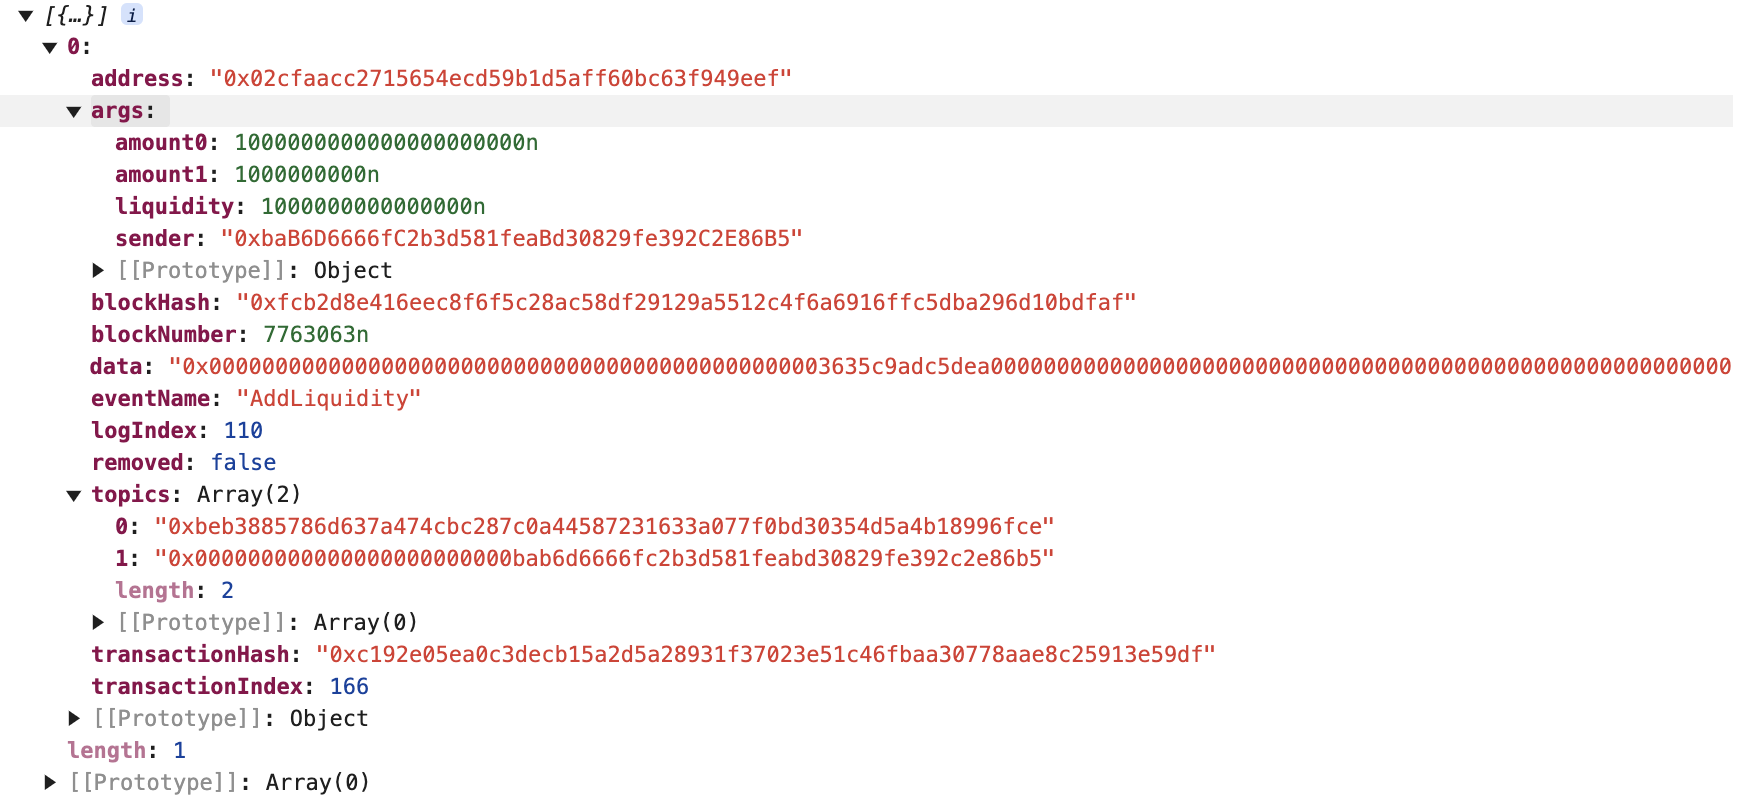 ▼ [{…}] i
▼ 0:
address: "0x02cfaacc2715654ecd59b1d5aff60bc63f949eef"
▼ args:
amount0: 1000000000000000000000n
amount1: 1000000000n
liquidity: 1000000000000000n
sender: "0xbaB6D6666fC2b3d581feaBd30829fe392C2E86B5"
▶ [[Prototype]]: Object
blockHash: "0xfcb2d8e416eec8f6f5c28ac58df29129a5512c4f6a6916ffc5dba296d10bdfaf"
blockNumber: 7763063n
data: "0x00000000000000000000000000000000000000000000003635c9adc5dea00000000000000000000000000000000000000000000000000000000
eventName: "AddLiquidity"
logIndex: 110
removed: false
▼ topics: Array(2)
0: "0xbeb3885786d637a474cbc287c0a44587231633a077f0bd30354d5a4b18996fce"
1: "0x000000000000000000000000bab6d6666fc2b3d581feabd30829fe392c2e86b5"
length: 2
▶ [[Prototype]]: Array(0)
transactionHash: "0xc192e05ea0c3decb15a2d5a28931f37023e51c46fbaa30778aae8c25913e59df"
transactionIndex: 166
▶ [[Prototype]]: Object
length: 1
▶ [[Prototype]]: Array(0)